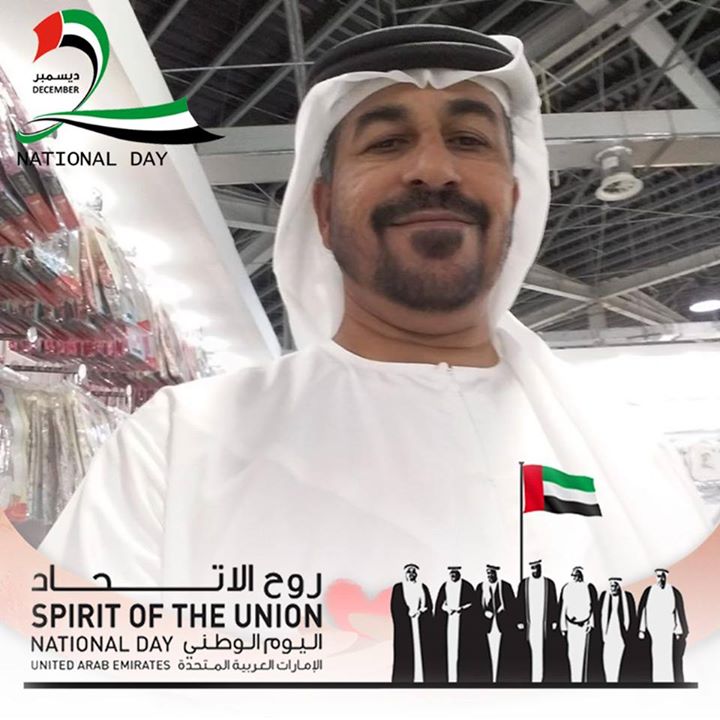 ديسمبر
DECEMBER
NATIONAL DAY
روح الاتـحـاد
SPIRIT OF THE UNION
NATIONAL DAY اليوم الوطني
UNITED ARAB EMIRATES الإمارات العربية المتحدة